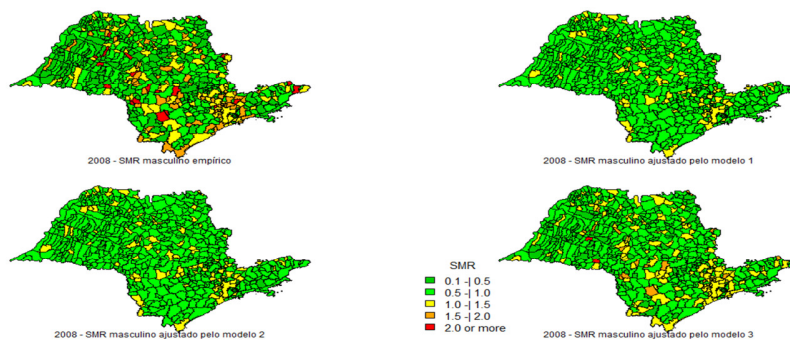 2008 - SMR masculino empírico
2008 - SMR masculino ajustado pelo modelo 1
2008 - SMR masculino ajustado pelo modelo 2
SMR
0.1 -| 0.5
0.5 -| 1.0
1.0 -| 1.5
1.5 -| 2.0
2.0 or more
2008 - SMR masculino ajustado pelo modelo 3